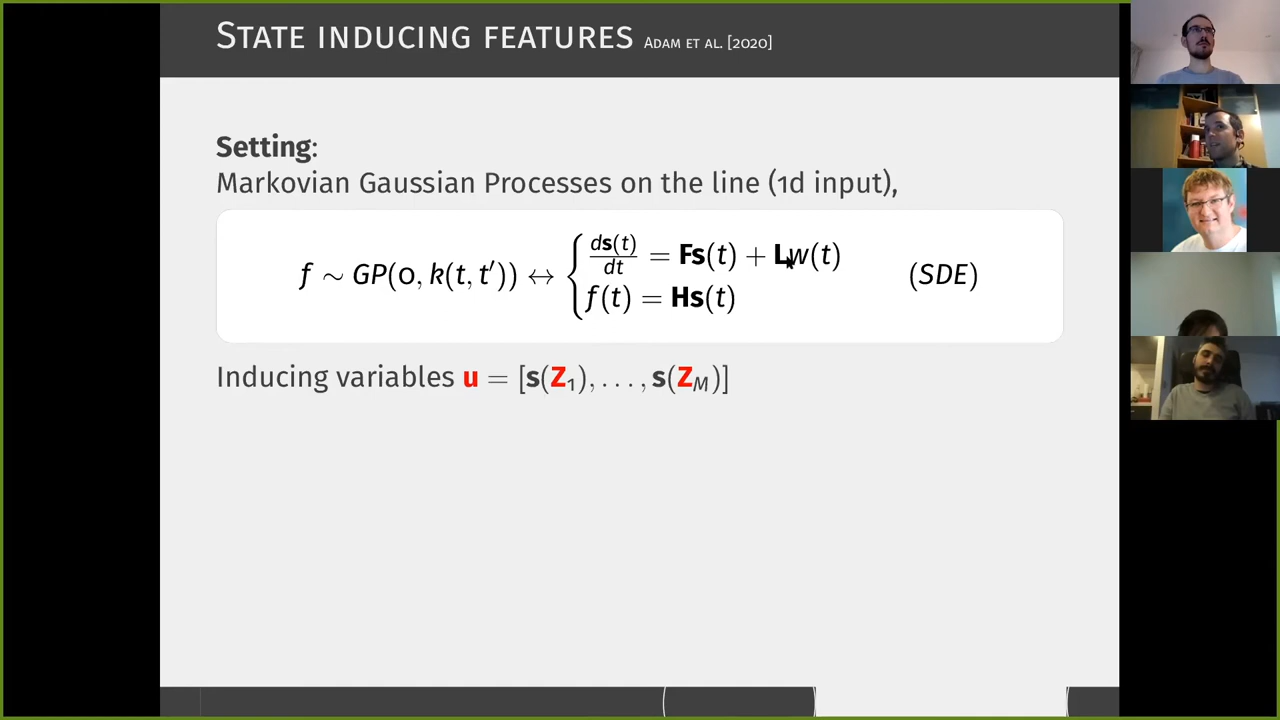 STATE INDUCING FEATURES ADAM ET AL. [2020]
Setting:
Markovian Gaussian Processes on the line (1d input),
f ∼ GP(0, k(t, t′)) ↔ { ds(t)/dt = Fs(t) + Lw(t)
f(t) = Hs(t)
(SDE)
Inducing variables u = [s(Z₁), . . . , s(Z_M)]